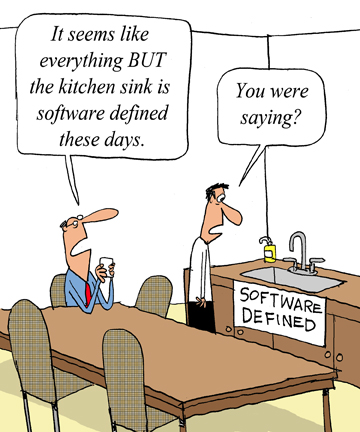 It seems like
everything BUT
the kitchen sink is
software defined
these days.
You were
saying?
SOFTWARE
DEFINED